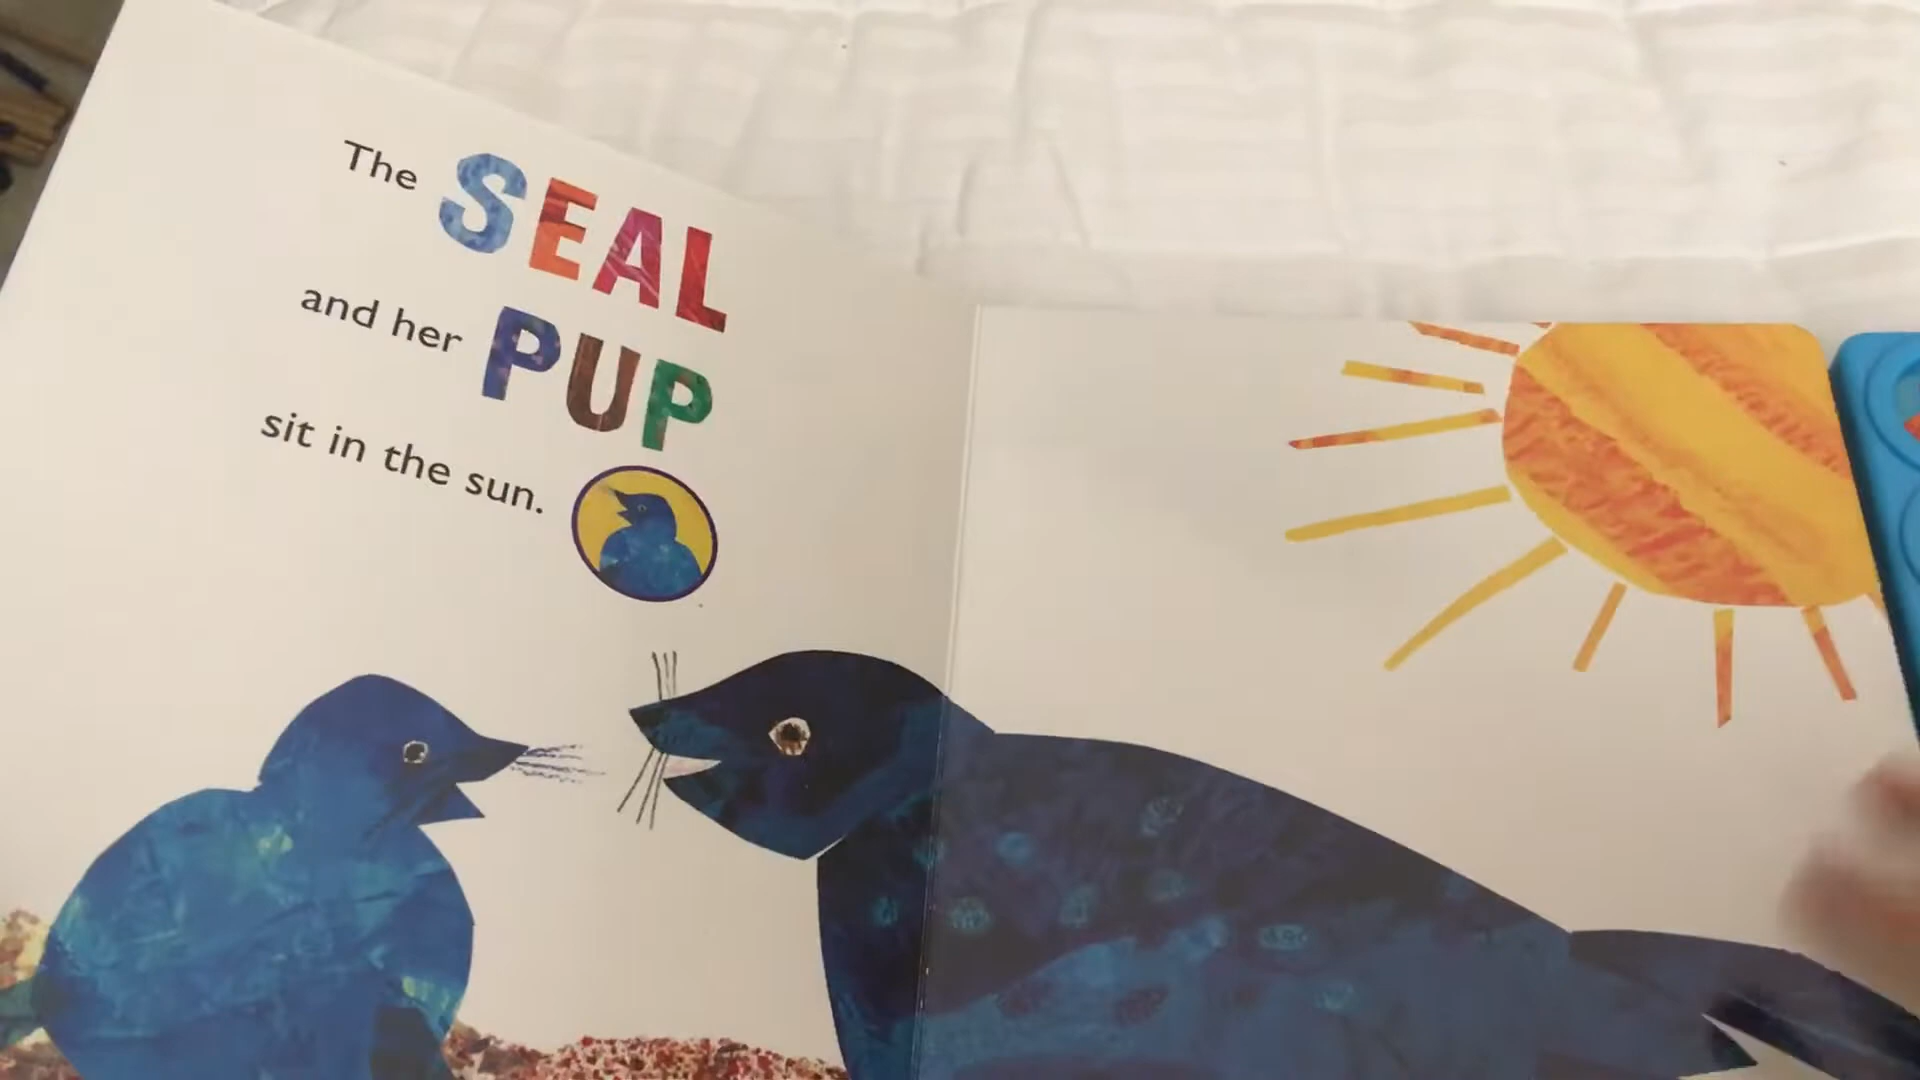 The SEAL
and her PUP
sit in the sun.